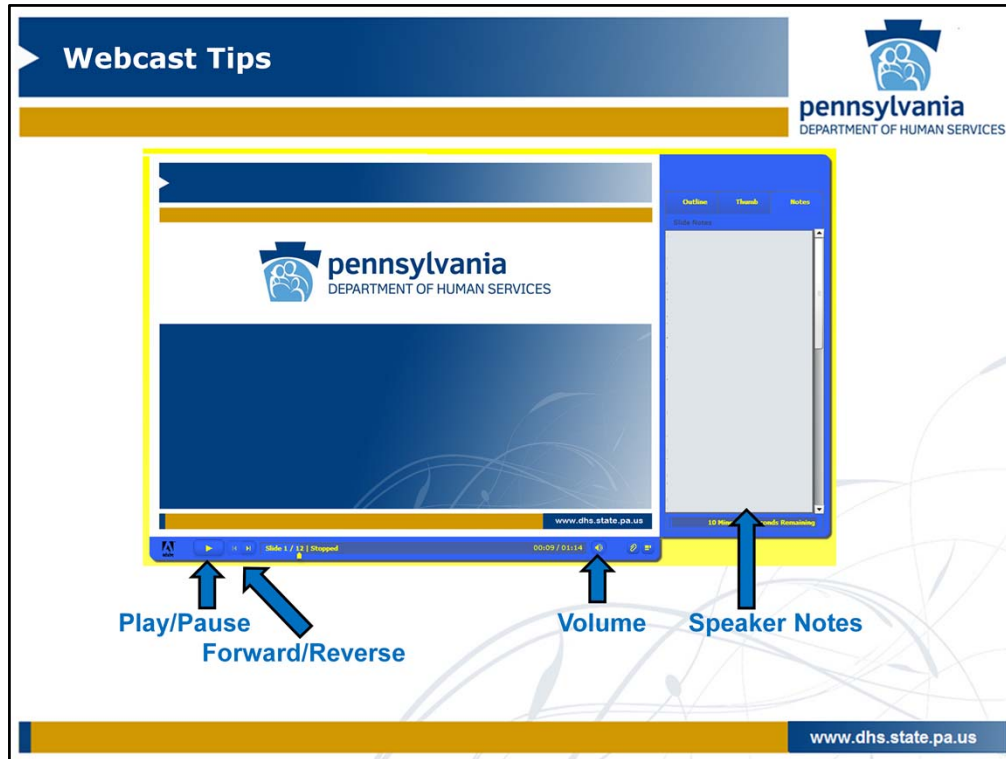 Webcast Tips
pennsylvania
DEPARTMENT OF HUMAN SERVICES
pennsylvania
DEPARTMENT OF HUMAN SERVICES
www.dhs.state.pa.us
Outline Thumb Notes
Slide Notes
10 Remaining
Slide 1 / 12 | Stopped
00:09 / 01:14
Play/Pause
Forward/Reverse
Volume
Speaker Notes
www.dhs.state.pa.us